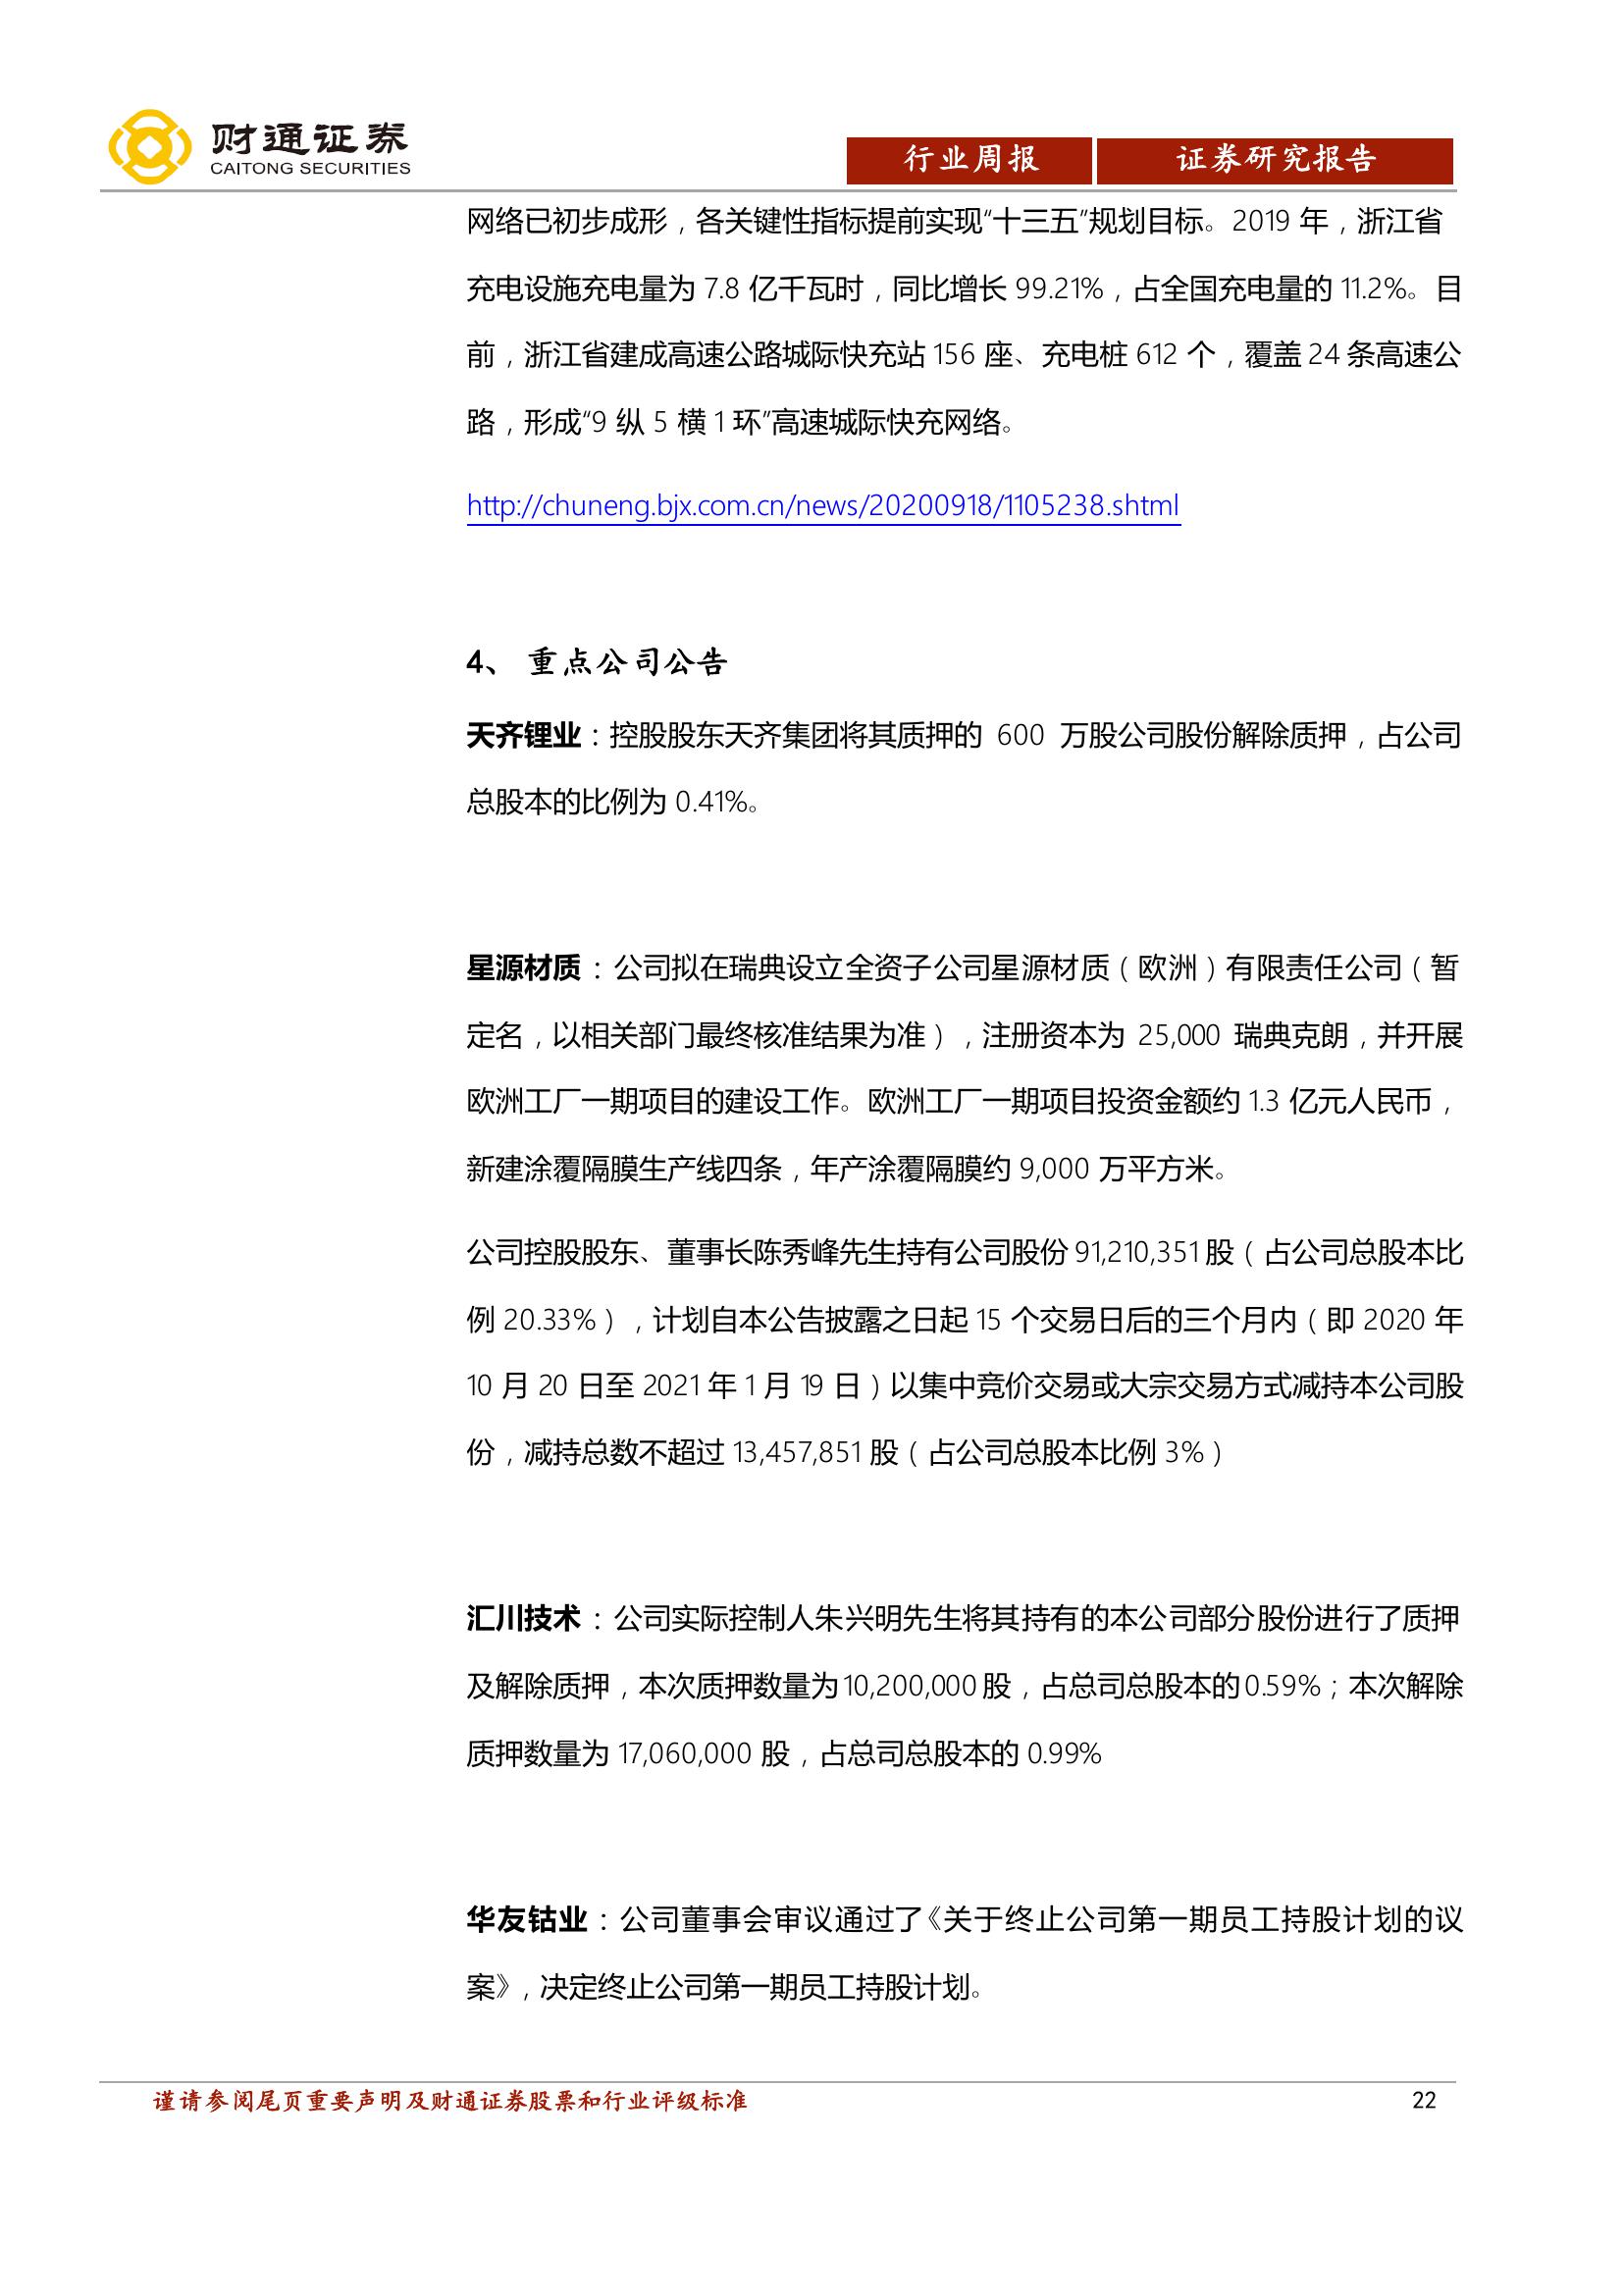 财通证券
CAITONG SECURITIES
行业周报
证券研究报告
网络已初步成形，各关键性指标提前实现“十三五”规划目标。2019 年，浙江省
充电设施充电量为 7.8 亿千瓦时，同比增长 99.21%，占全国充电量的 11.2%。目
前，浙江省建成高速公路城际快充站 156 座、充电桩 612 个，覆盖 24 条高速公
路，形成“9 纵 5 横 1 环”高速城际快充网络。
http://chuneng.bjx.com.cn/news/20200918/1105238.shtml
4、 重点公司公告
天齐锂业：控股股东天齐集团将其质押的 600 万股公司股份解除质押，占公司
总股本的比例为 0.41%。
星源材质：公司拟在瑞典设立全资子公司星源材质（欧洲）有限责任公司（暂
定名，以相关部门最终核准结果为准），注册资本为 25,000 瑞典克朗，并开展
欧洲工厂一期项目的建设工作。欧洲工厂一期项目投资金额约 1.3 亿元人民币，
新建涂覆隔膜生产线四条，年产涂覆隔膜约 9,000 万平方米。
公司控股股东、董事长陈秀峰先生持有公司股份 91,210,351 股（占公司总股本比
例 20.33%），计划自本公告披露之日起 15 个交易日后的三个月内（即 2020 年
10 月 20 日至 2021 年 1 月 19 日）以集中竞价交易或大宗交易方式减持本公司股
份，减持总数不超过 13,457,851 股（占公司总股本比例 3%）
汇川技术：公司实际控制人朱兴明先生将其持有的本公司部分股份进行了质押
及解除质押，本次质押数量为 10,200,000 股，占总司总股本的 0.59%；本次解除
质押数量为 17,060,000 股，占总司总股本的 0.99%
华友钴业：公司董事会审议通过了《关于终止公司第一期员工持股计划的议
案》，决定终止公司第一期员工持股计划。
谨请参阅尾页重要声明及财通证券股票和行业评级标准
22